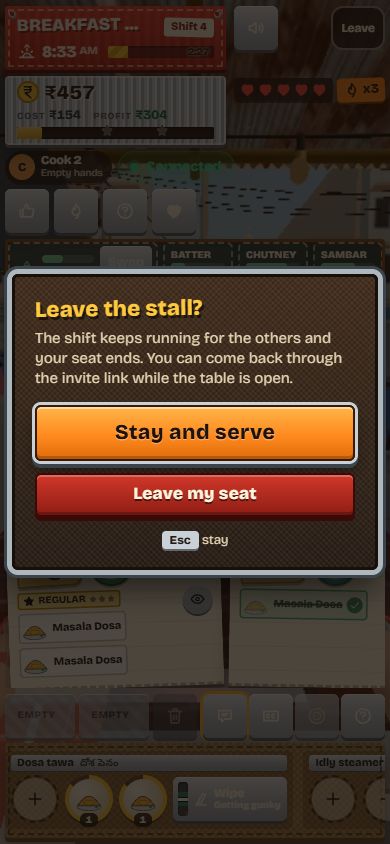 BREAKFAST ...
Shift 4
8:33 AM
Leave
₹457
COST ₹154 PROFIT ₹304
x3
C
Cook 2
Empty hands
Connected
Swap
BATTER
CHUTNEY
SAMBAR
Leave the stall?
The shift keeps running for the others and
your seat ends. You can come back through
the invite link while the table is open.
Stay and serve
Leave my seat
Esc stay
REGULAR
Masala Dosa
Masala Dosa
Masala Dosa
EMPTY
EMPTY
Dosa tawa దోశ పెనం
Idly steamer
1
1
Wipe
Getting gunky